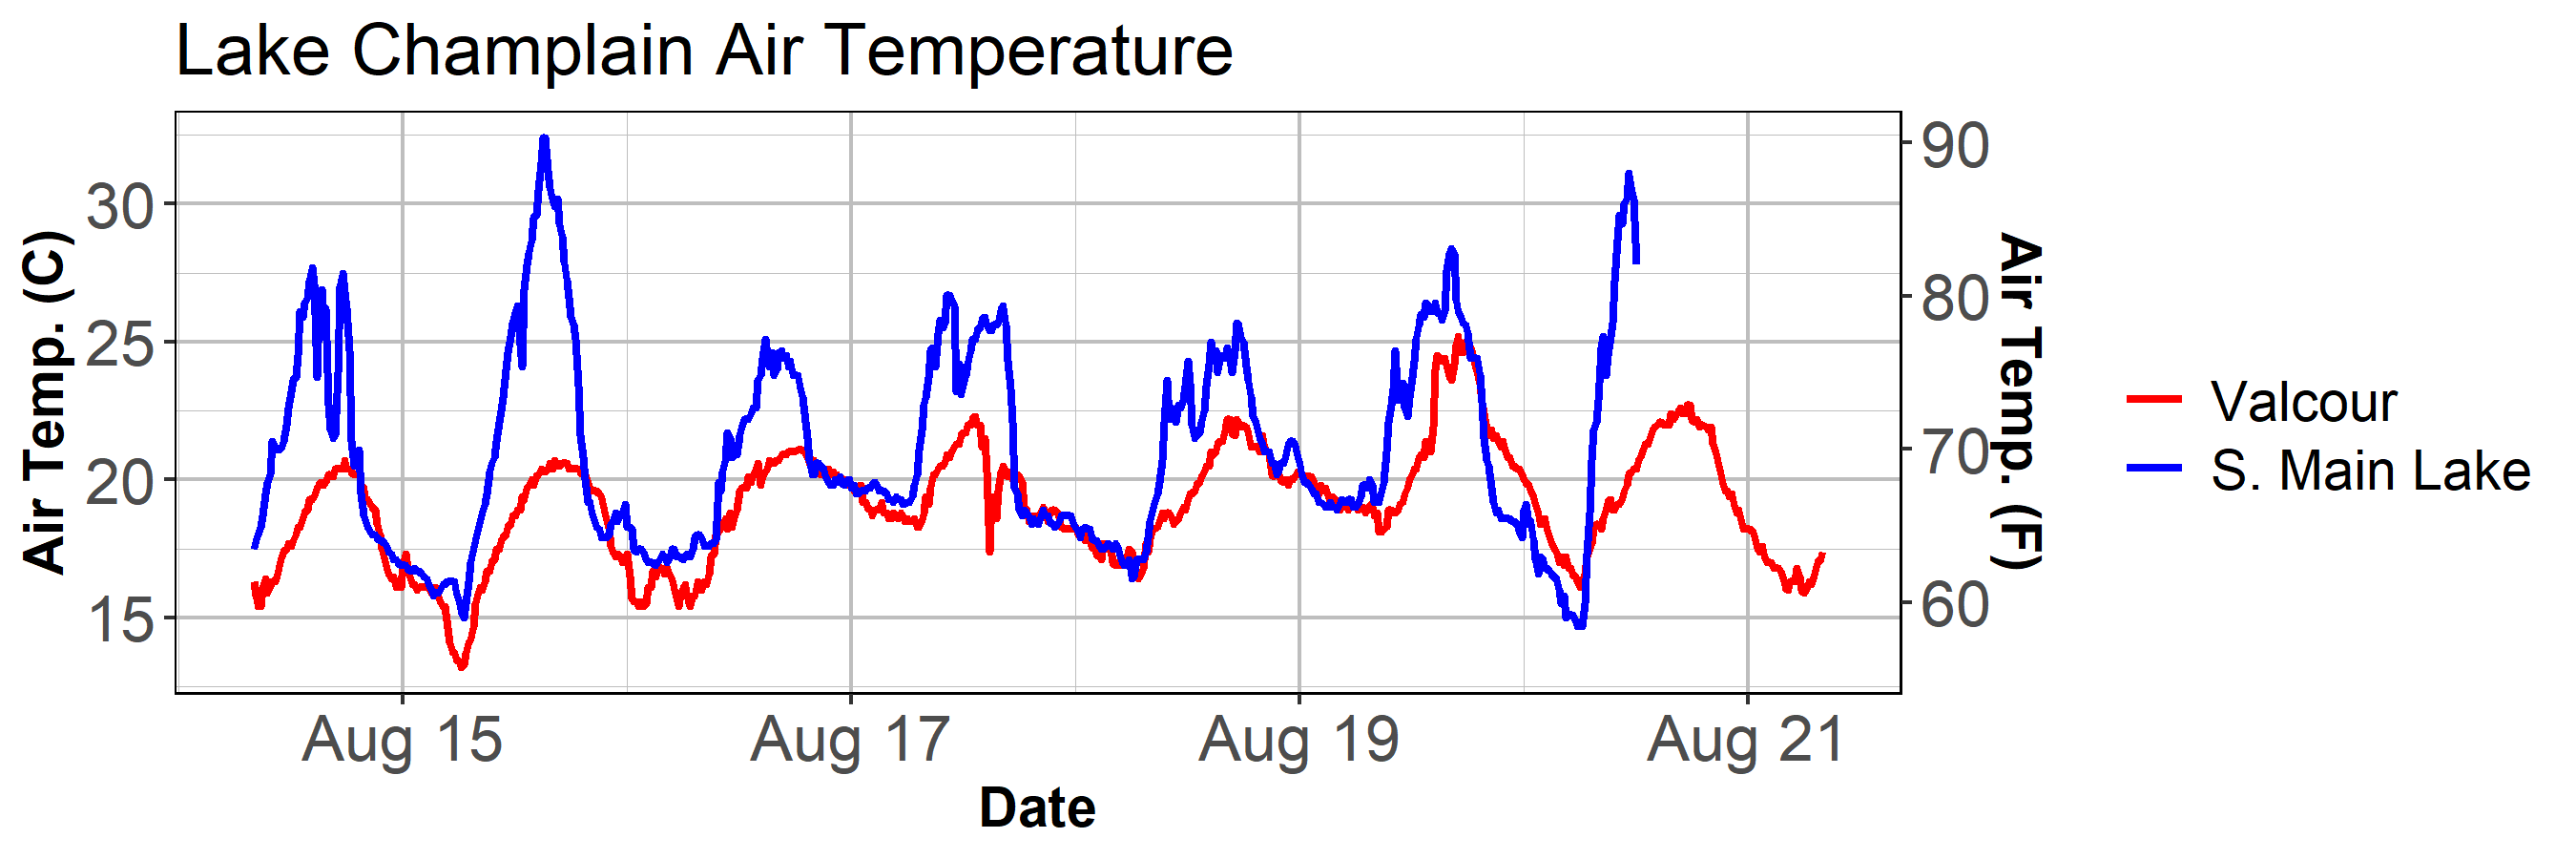 Lake Champlain Air Temperature
Air Temp. (C)
30
25
20
15
90
80
70
60
Air Temp. (F)
Aug 15
Aug 17
Aug 19
Aug 21
Date
Valcour
S. Main Lake